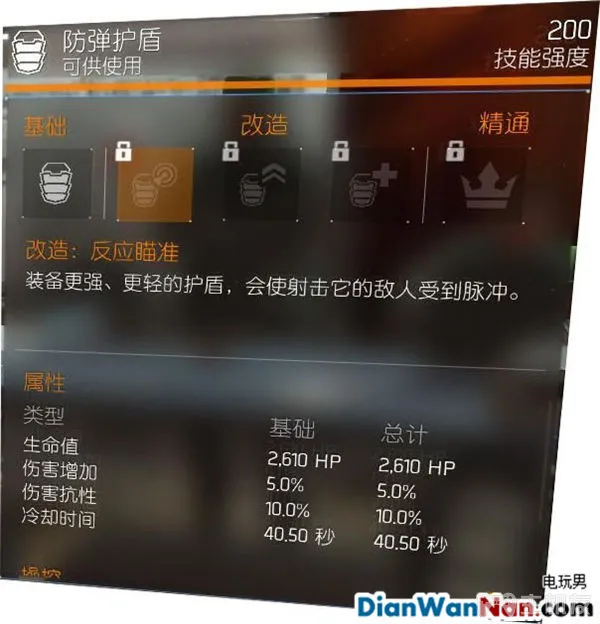 防弹护盾
可供使用
200
技能强度
基础 改造 精通
改造：反应瞄准
装备更强、更轻的护盾，会使射击它的敌人受到脉冲。
属性
类型 基础 总计
生命值 2,610 HP 2,610 HP
伤害增加 5.0% 5.0%
伤害抗性 10.0% 10.0%
冷却时间 40.50 秒 40.50 秒
电玩男
DianWanNan.com